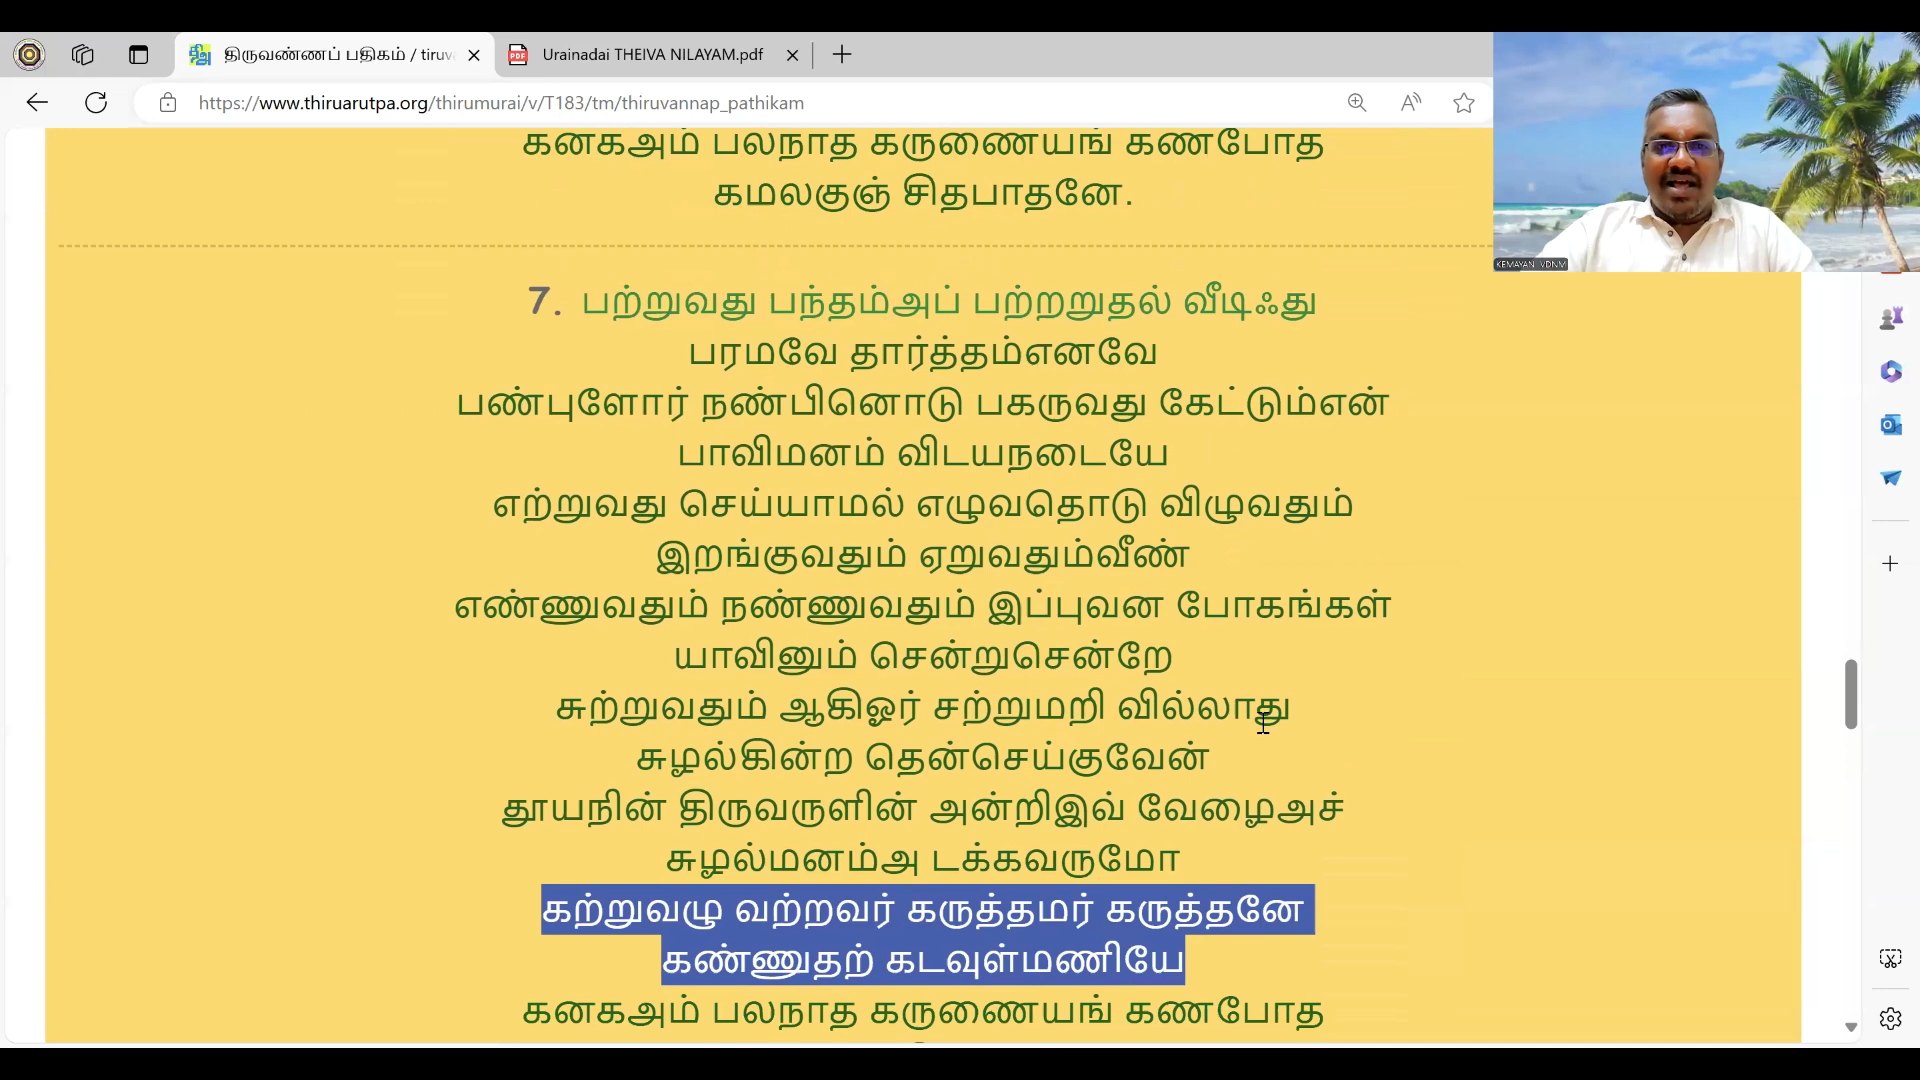 திருவண்ணப் பதிகம் / tiruv
Urainadai THEIVA NILAYAM.pdf
https://www.thiruarutpa.org/thirumurai/v/T183/tm/thiruvannap_pathikam
KEMAYAN_VDNM
கனகஅம் பலநாத கருணையங் கணபோத
கமலகுஞ் சிதபாதனே.
7. பற்றுவது பந்தம்அப் பற்றறுதல் வீடிஃது
பரமவே தார்த்தம்எனவே
பண்புளோர் நண்பினொடு பகருவது கேட்டும்என்
பாவிமனம் விடயநடையே
எற்றுவது செய்யாமல் எழுவதொடு விழுவதும்
இறங்குவதும் ஏறுவதும்வீண்
எண்ணுவதும் நண்ணுவதும் இப்புவன போகங்கள்
யாவினும் சென்றுசென்றே
சுற்றுவதும் ஆகிஓர் சற்றுமறி வில்லாது
சுழல்கின்ற தென்செய்குவேன்
தூயநின் திருவருளின் அன்றிஇவ் வேழைஅச்
சுழல்மனம்அ டக்கவருமோ
கற்றுவழு வற்றவர் கருத்தமர் கருத்தனே
கண்ணுதற் கடவுள்மணியே
கனகஅம் பலநாத கருணையங் கணபோத